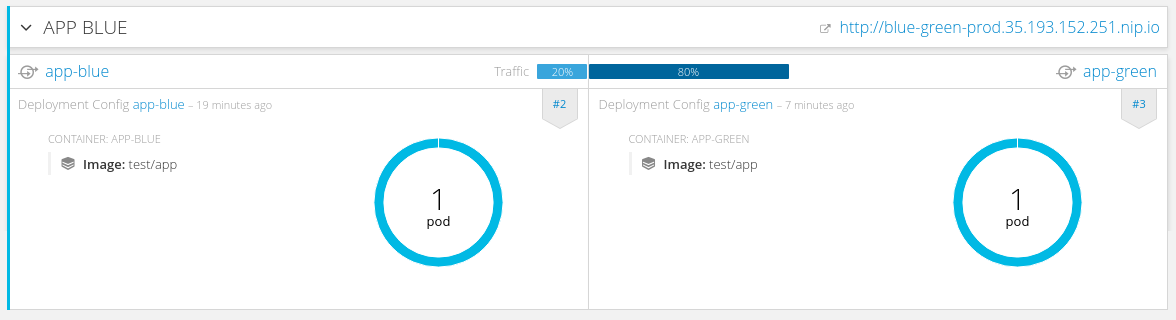 APP BLUE
http://blue-green-prod.35.193.152.251.nip.io
app-blue
Traffic 20% 80%
app-green
Deployment Config app-blue – 19 minutes ago
#2
CONTAINER: APP-BLUE
Image: test/app
1
pod
Deployment Config app-green – 7 minutes ago
#3
CONTAINER: APP-GREEN
Image: test/app
1
pod